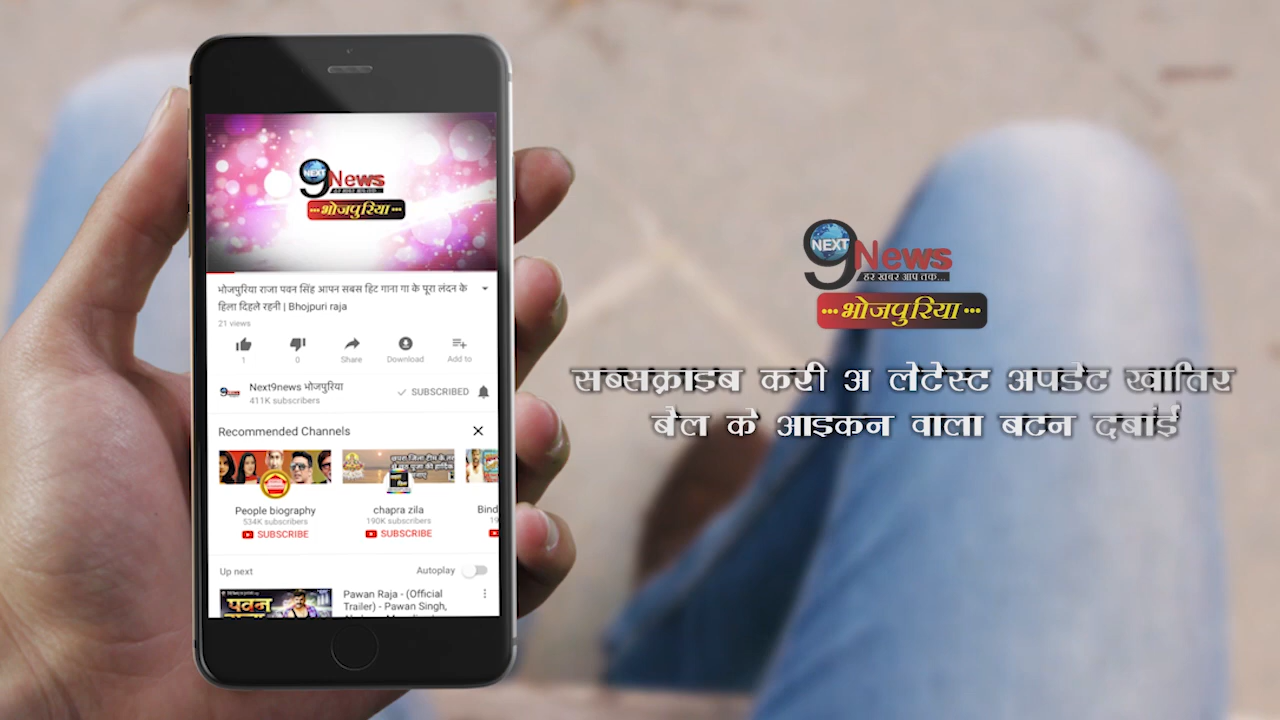 NEXT
9 News
हर खबर आप तक...
••• भोजपुरिया •••
भोजपुरिया राजा पवन सिंह आपन सबस हिट गाना गा के पूरा लंदन के
हिला दिहले रहनी | Bhojpuri raja
21 views
1
0
Share
Download
Add to
Next9news भोजपुरिया
411K subscribers
SUBSCRIBED
Recommended Channels
People biography
534K subscribers
SUBSCRIBE
chapra zila
190K subscribers
SUBSCRIBE
Bind
19
Up next
Autoplay
पवन
Pawan Raja - (Official
Trailer) - Pawan Singh,
NEXT
9 News
हर खबर आप तक...
••• भोजपुरिया •••
सब्सक्राइब करी अ लेटेस्ट अपडेट खातिर
बेल के आइकन वाला बटन दबाई